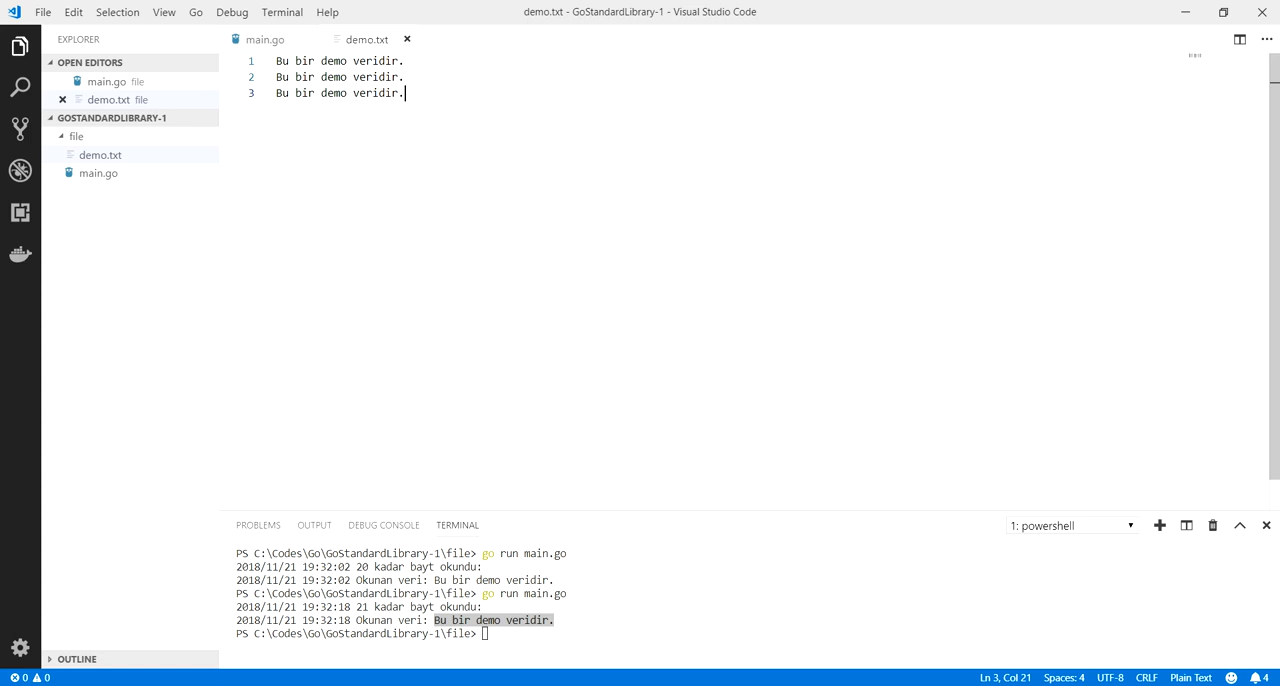 File Edit Selection View Go Debug Terminal Help
demo.txt - GoStandardLibrary-1 - Visual Studio Code
EXPLORER
OPEN EDITORS
main.go file
demo.txt file
GOSTANDARDLIBRARY-1
file
demo.txt
main.go
OUTLINE
main.go demo.txt
1 Bu bir demo veridir.
2 Bu bir demo veridir.
3 Bu bir demo veridir.
PROBLEMS OUTPUT DEBUG CONSOLE TERMINAL
1: powershell
PS C:\Codes\Go\GoStandardLibrary-1\file> go run main.go
2018/11/21 19:32:02 20 kadar bayt okundu:
2018/11/21 19:32:02 Okunan veri: Bu bir demo veridir.
PS C:\Codes\Go\GoStandardLibrary-1\file> go run main.go
2018/11/21 19:32:18 21 kadar bayt okundu:
2018/11/21 19:32:18 Okunan veri: Bu bir demo veridir.
PS C:\Codes\Go\GoStandardLibrary-1\file>
0 0
Ln 3, Col 21 Spaces: 4 UTF-8 CRLF Plain Text 4